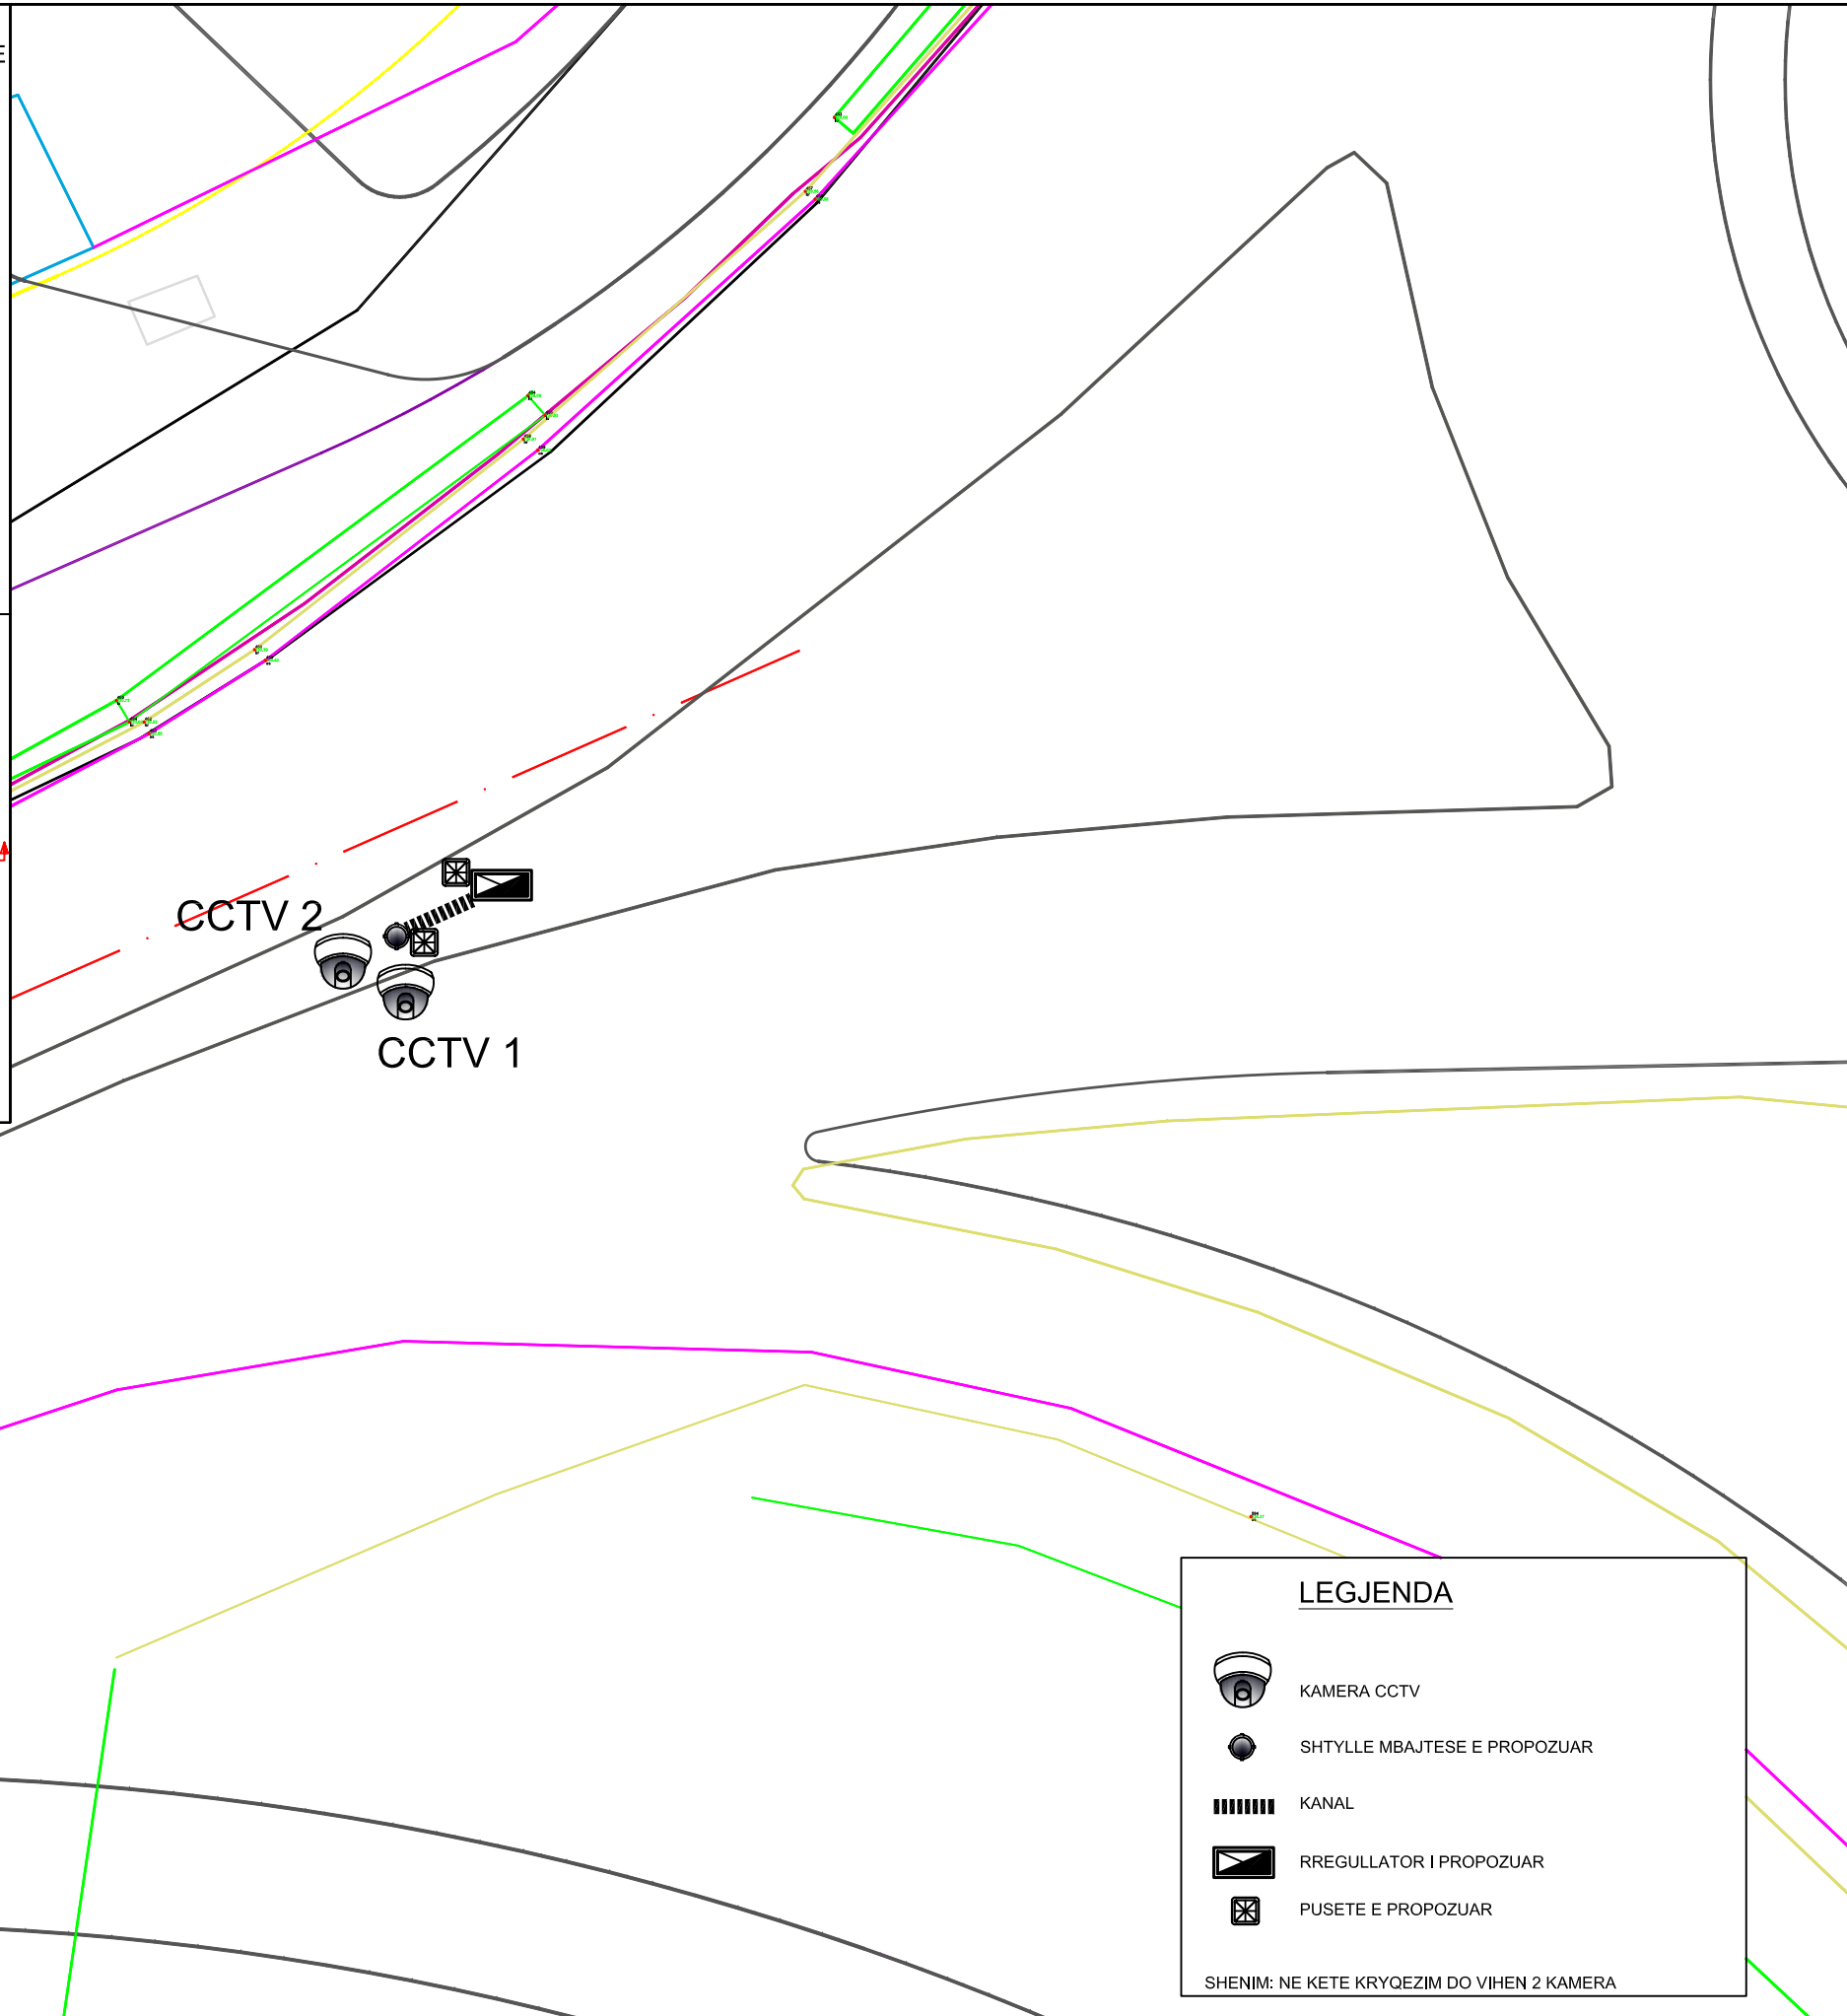 E
CCTV 2
CCTV 1
LEGJENDA
KAMERA CCTV
SHTYLLE MBAJTESE E PROPOZUAR
KANAL
RREGULLATOR I PROPOZUAR
PUSETE E PROPOZUAR
SHENIM: NE KETE KRYQEZIM DO VIHEN 2 KAMERA